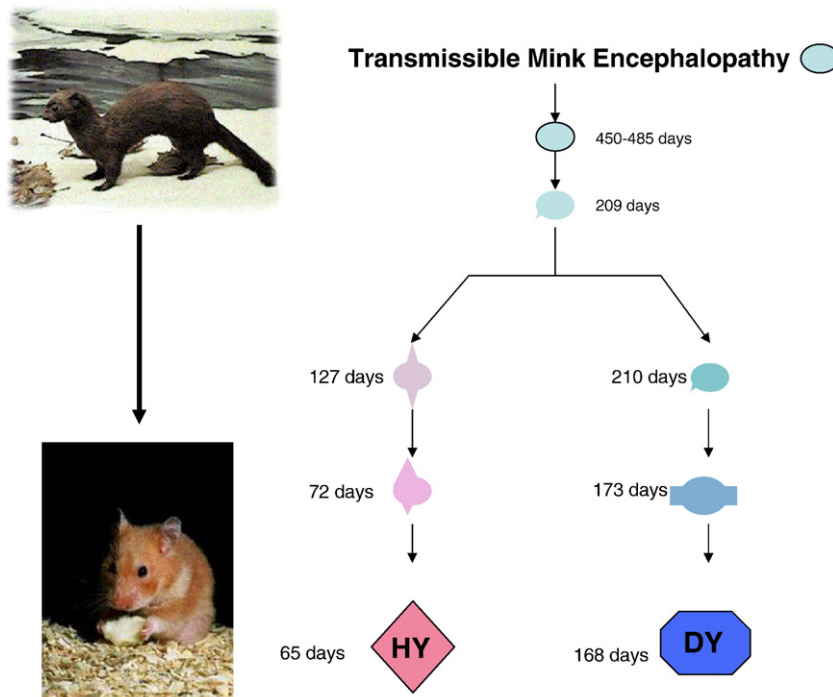 Transmissible Mink Encephalopathy
450-485 days
209 days
127 days
210 days
72 days
173 days
HY
DY
65 days
168 days